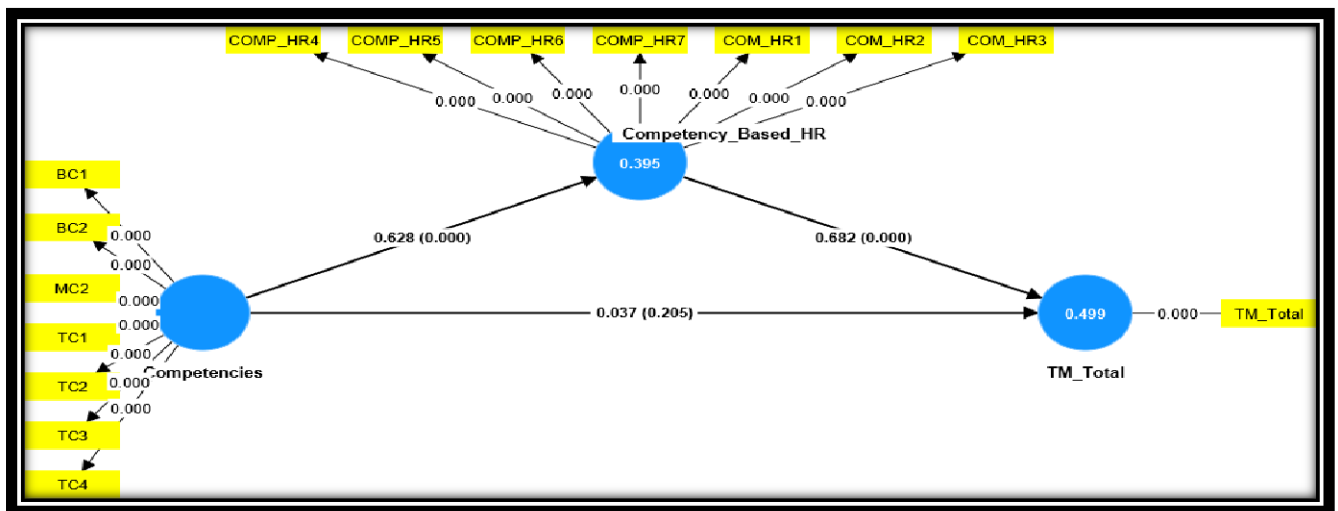 COMP_HR4 COMP_HR5 COMP_HR6 COMP_HR7 COM_HR1 COM_HR2 COM_HR3
0.000 0.000 0.000 0.000 0.000 0.000 0.000
Competency_Based_HR
0.395
BC1
BC2
MC2
TC1
TC2
TC3
TC4
0.000
0.000
0.000
0.000
0.000
0.000
0.000
Competencies
0.628 (0.000)
0.682 (0.000)
0.037 (0.205)
0.499
TM_Total
0.000
TM_Total